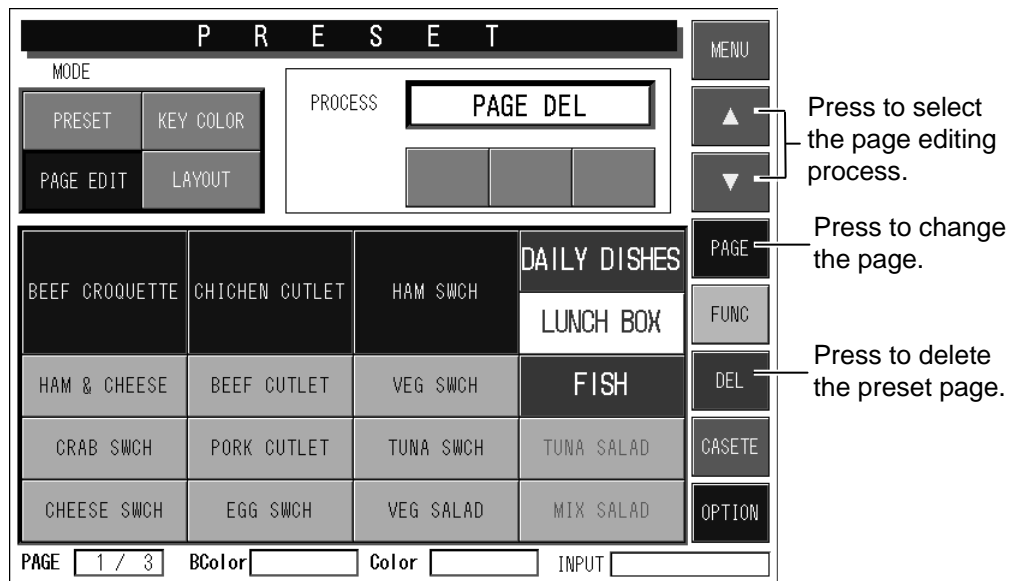 PRESET
MENU
MODE
PRESET
KEY COLOR
PAGE EDIT
LAYOUT
PROCESS
PAGE DEL
▲
▼
Press to select
the page editing
process.
BEEF CROQUETTE
CHICHEN CUTLET
HAM SWCH
DAILY DISHES
LUNCH BOX
PAGE
Press to change
the page.
FUNC
HAM & CHEESE
BEEF CUTLET
VEG SWCH
FISH
DEL
Press to delete
the preset page.
CRAB SWCH
PORK CUTLET
TUNA SWCH
TUNA SALAD
CASETE
CHEESE SWCH
EGG SWCH
VEG SALAD
MIX SALAD
OPTION
PAGE 1 / 3 BColor Color INPUT